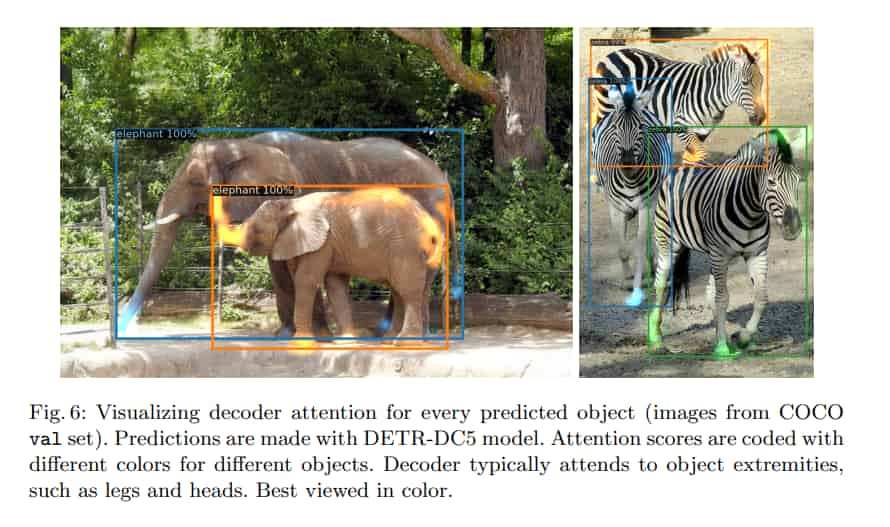 elephant 100%
elephant 100%
zebra 99%
zebra 100%
zebra 100%
Fig. 6: Visualizing decoder attention for every predicted object (images from COCO
val set). Predictions are made with DETR-DC5 model. Attention scores are coded with
different colors for different objects. Decoder typically attends to object extremities,
such as legs and heads. Best viewed in color.